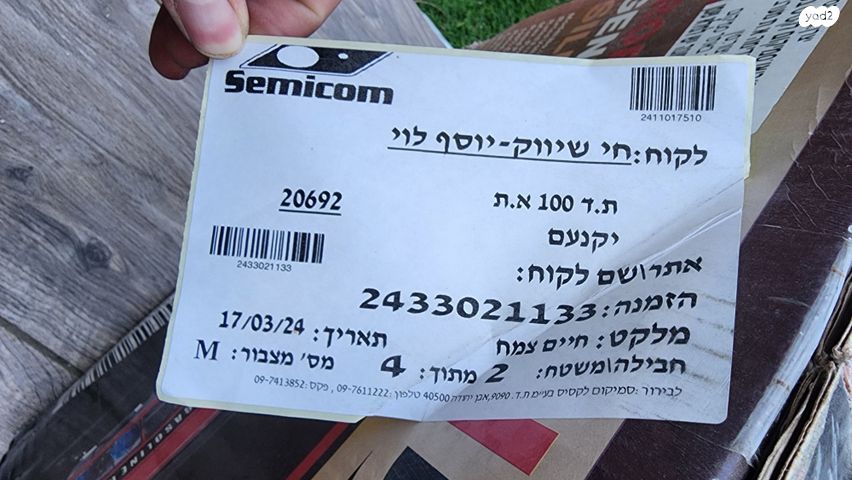 yad2
Semicom
2411017510
לקוח: חי שיווק-יוסף לוי
ת.ד 100 א.ת 20692
יקנעם
2433021133
אתר\שם לקוח:
הזמנה: 2433021133
מלקט: חיים צמח תאריך: 17/03/24
חבילה\משטח: 2 מתוך: 4 מס' מצבור: M
לבירור: סמיקום לקסיס בע״מ ת.ד. 9090, אבן יהודה 40500 טלפון: 09-7611222, פקס: 09-7413852
GASOLINE